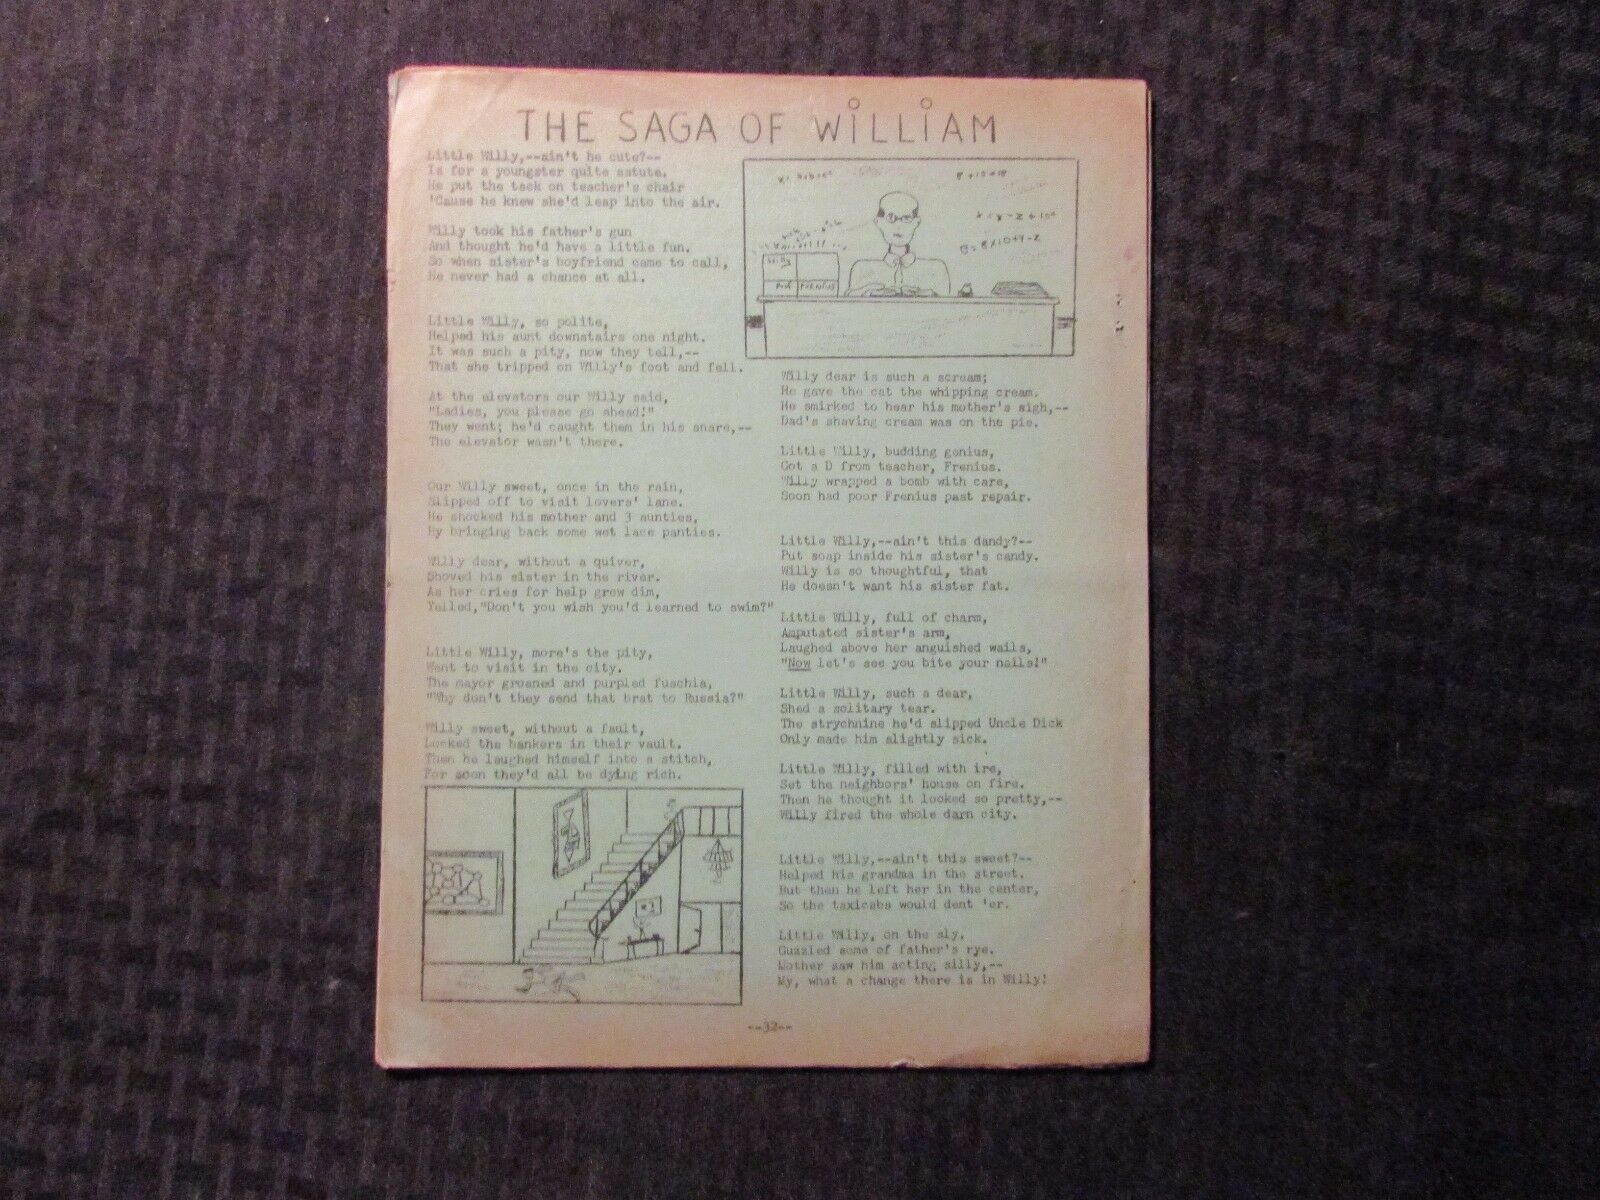 THE SAGA OF WiLLiAM
Little Willy,--ain't he cute?--
Is for a youngster quite astute.
He put the tack on teacher's chair
'Cause he knew she'd leap into the air.
Willy took his father's gun
And thought he'd have a little fun.
So when sister's boyfriend came to call,
He never had a chance at all.
Little Willy, so polite,
Helped his aunt downstairs one night.
It was such a pity, now they tell,--
That she tripped on Willy's foot and fell.
At the elevators our Willy said,
"Ladies, you please go ahead!"
They went; he'd caught them in his snare,--
The elevator wasn't there.
Our Willy sweet, once in the rain,
Slipped off to visit lovers' lane.
He shocked his mother and 3 aunties,
By bringing back some wet lace panties.
Willy dear, without a quiver,
Shoved his sister in the river.
As her cries for help grew dim,
Yelled,"Don't you wish you'd learned to swim?"
Little Willy, more's the pity,
Went to visit in the city.
The mayor groaned and purpled fuschia,
"Why don't they send that brat to Russia?"
Willy sweet, without a fault,
Locked the bankers in their vault.
Then he laughed himself into a stitch,
For soon they'd all be dying rich.
8+10=18
Willy
PROF FRENIUS
Willy dear is such a scream;
He gave the cat the whipping cream.
He smirked to hear his mother's sigh,--
Dad's shaving cream was on the pie.
Little Willy, budding genius,
Got a D from teacher, Frenius.
Willy wrapped a bomb with care,
Soon had poor Frenius past repair.
Little Willy,--ain't this dandy?--
Put soap inside his sister's candy.
Willy is so thoughtful, that
He doesn't want his sister fat.
Little Willy, full of charm,
Amputated sister's arm,
Laughed above her anguished wails,
"Now let's see you bite your nails!"
Little Willy, such a dear,
Shed a solitary tear.
The strychnine he'd slipped Uncle Dick
Only made him slightly sick.
Little Willy, filled with ire,
Set the neighbors' house on fire.
Then he thought it looked so pretty,--
Willy fired the whole darn city.
Little Willy,--ain't this sweet?--
Helped his grandma in the street.
But then he left her in the center,
So the taxicabs would dent 'er.
Little Willy, on the sly,
Guzzled some of father's rye.
Mother saw him acting silly,--
My, what a change there is in Willy!
--32--